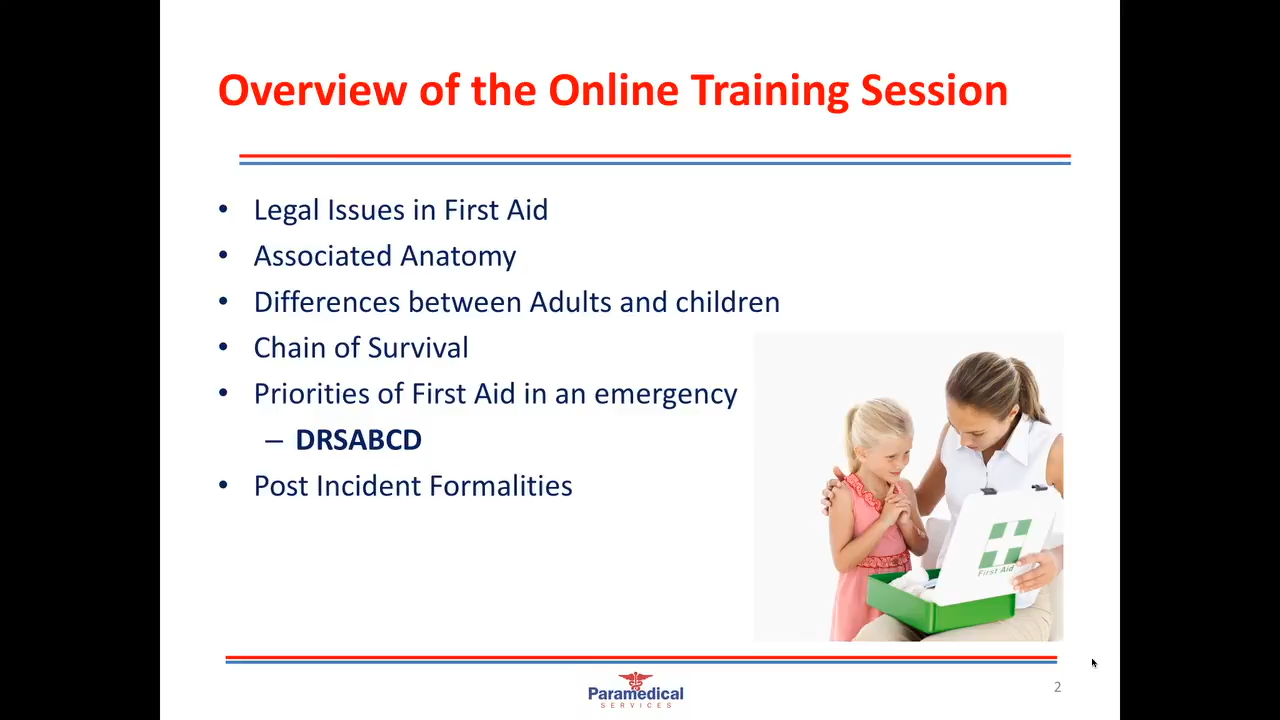 Overview of the Online Training Session
• Legal Issues in First Aid
• Associated Anatomy
• Differences between Adults and children
• Chain of Survival
• Priorities of First Aid in an emergency
– DRSABCD
• Post Incident Formalities
First Aid
Paramedical
SERVICES
2